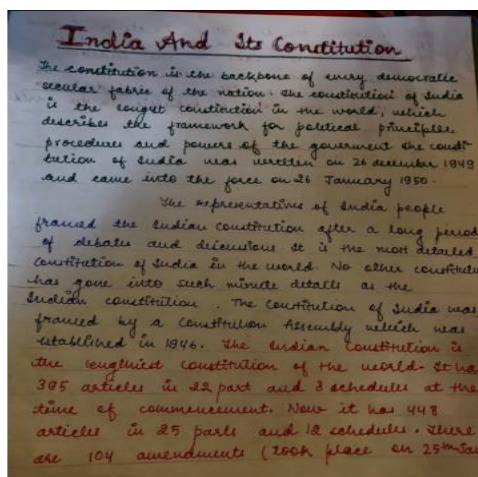 India And Its Constitution
The constitution is the backbone of every democratic
secular fabric of the nation. The constitution of India
is the longest constitution in the world, which
describes the framework for political principles
procedures and powers of the goverment The consti
tution of India was written on 26 december 1949
and came into the force on 26 January 1950.
The representatives of India people
framed the Indian constitution after a long period
of debates and discussions It is the most detailed
constitution of India in the world. No other constitu
has gone into such minute details as the
Indian constitution. The Constitution of India was
framed by a Constitution Assembly which was
established in 1946. The Indian Constitution is
the lengthiest constitution of the world. It ha
395 articles in 22 part and 8 schedules at the
time of commencement. Now it has 448
articles in 25 parts and 12 schedules. There
are 104 amendments (took place on 25th Jan